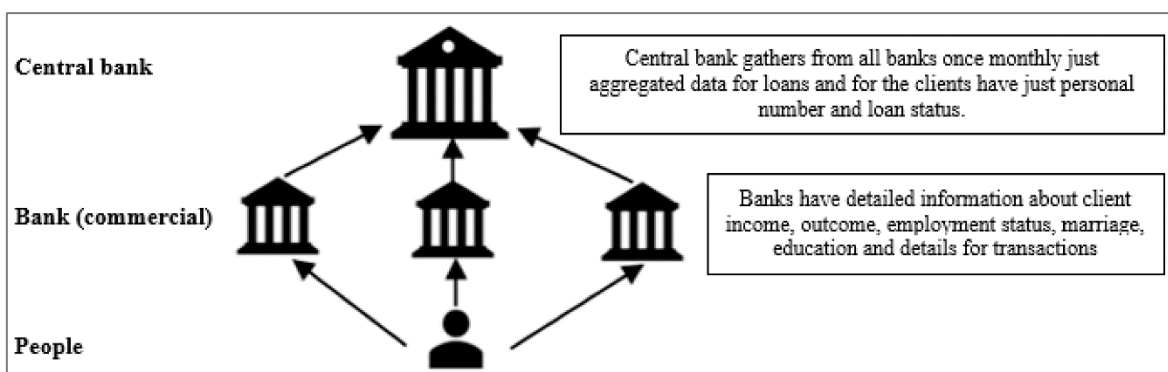 Central bank
Central bank gathers from all banks once monthly just
aggregated data for loans and for the clients have just personal
number and loan status.
Bank (commercial)
Banks have detailed information about client
income, outcome, employment status, marriage,
education and details for transactions
People